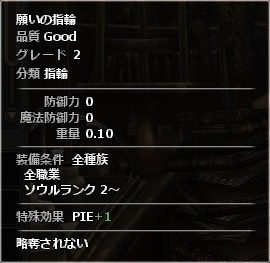 願いの指輪
品質 Good
グレード 2
分類 指輪
防御力 0
魔法防御力 0
重量 0.10
装備条件 全種族
全職業
ソウルランク 2～
特殊効果 PIE+1
略奪されない